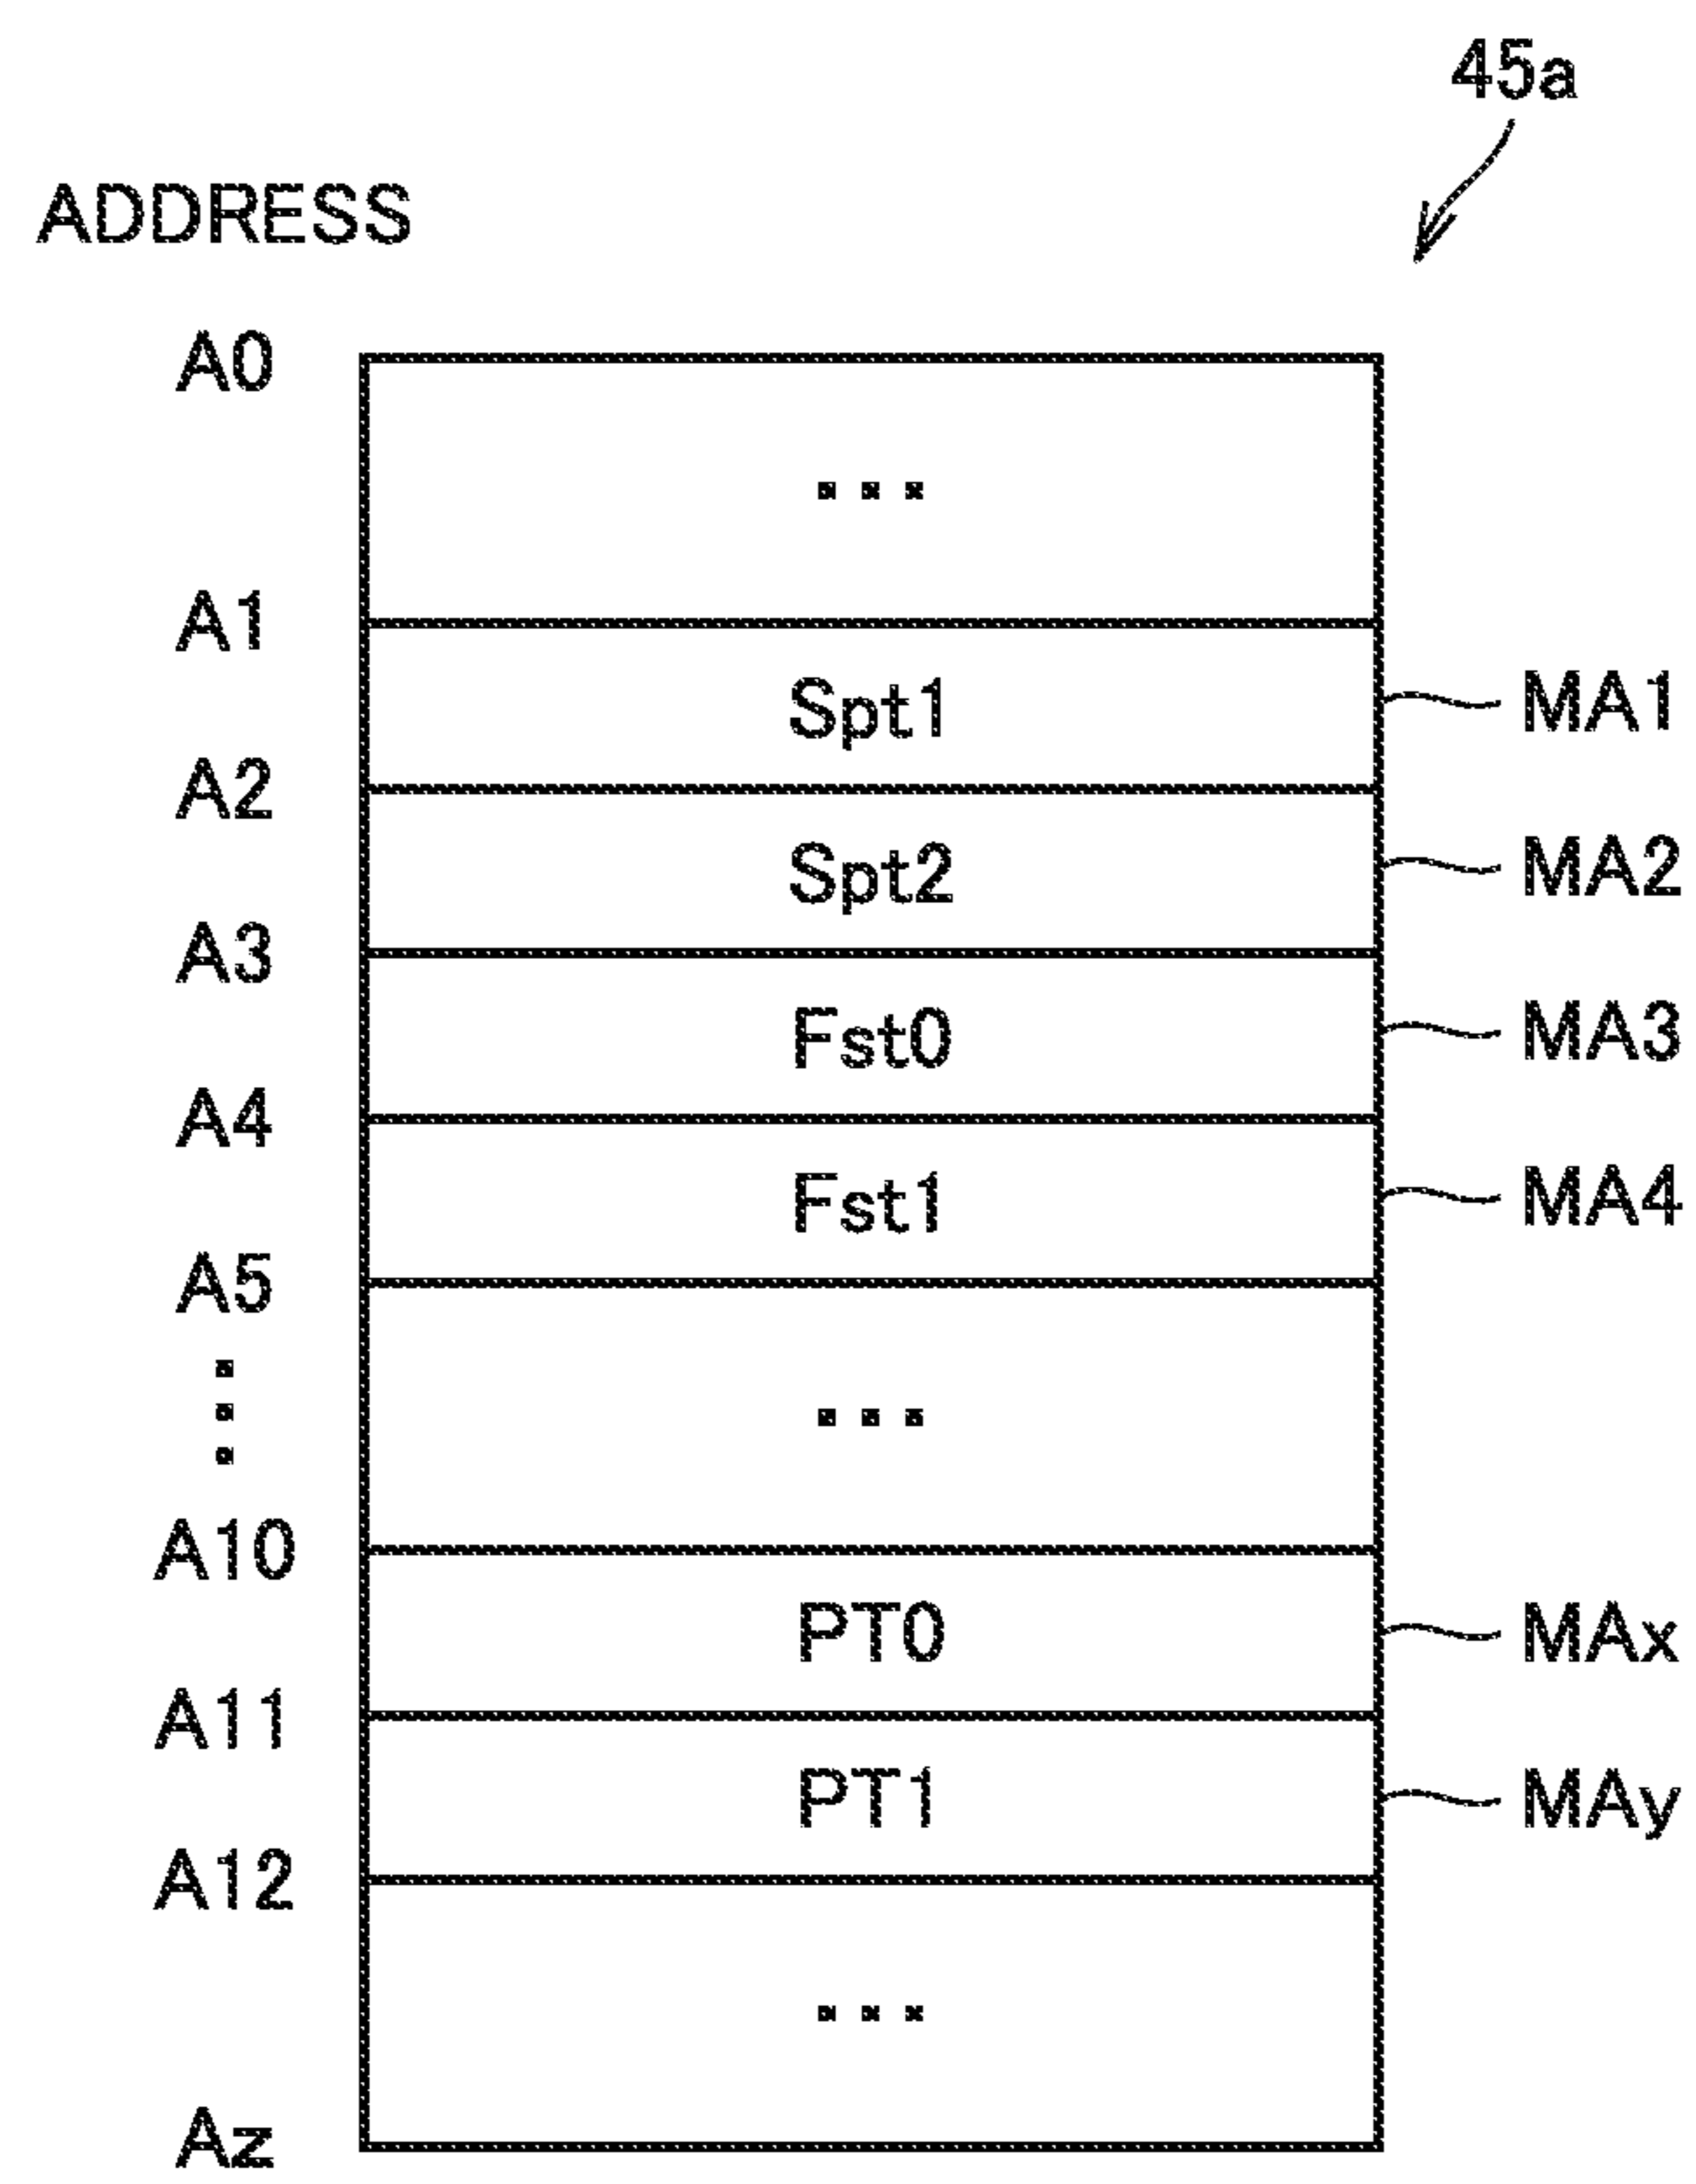 45a
ADDRESS
A0
...
A1
Spt1 MA1
A2
Spt2 MA2
A3
Fst0 MA3
A4
Fst1 MA4
A5
...
A10
PT0 MAx
A11
PT1 MAy
A12
...
Az